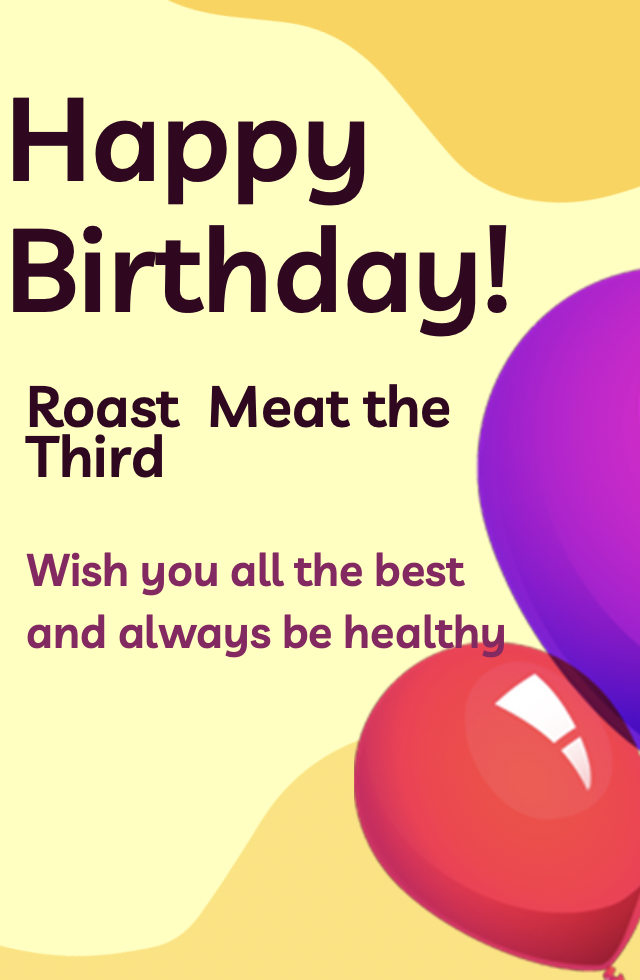 Happy
Birthday!
Roast  Meat the
Third
Wish you all the best
and always be healthy